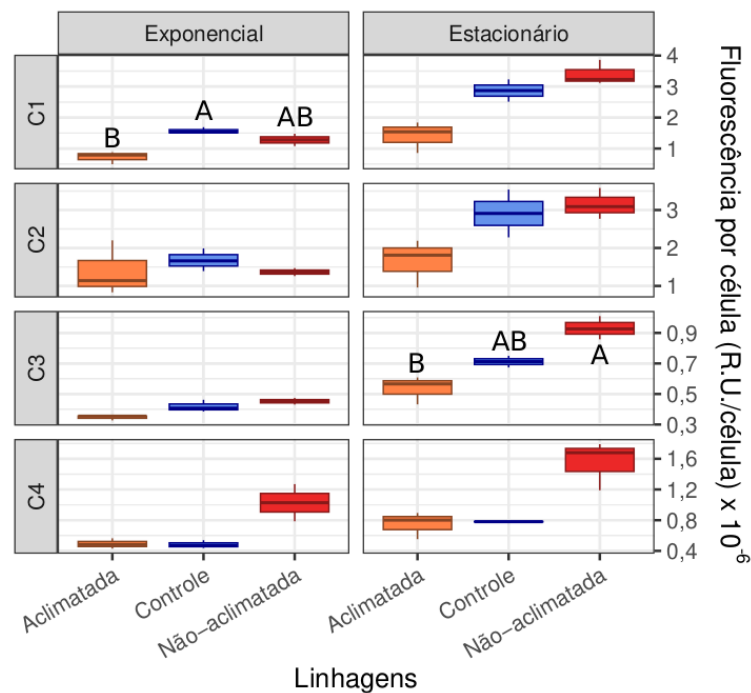 Exponencial
Estacionário
C1
B
A
AB
4
3
2
1
C2
3
2
1
C3
B
AB
A
0,9
0,7
0,5
0,3
C4
1,6
1,2
0,8
0,4
Fluorescência por célula (R.U./célula) x 10-6
Aclimatada
Controle
Não-aclimatada
Aclimatada
Controle
Não-aclimatada
Linhagens